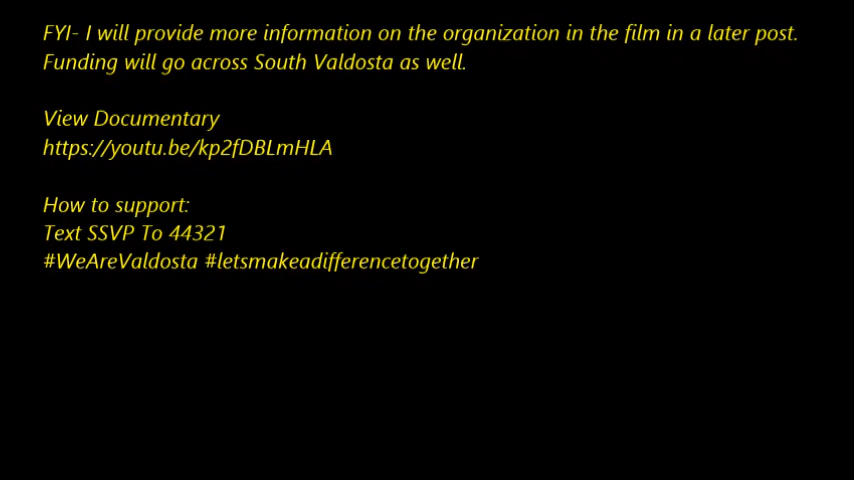 FYI- I will provide more information on the organization in the film in a later post.
Funding will go across South Valdosta as well.
View Documentary
https://youtu.be/kp2fDBLmHLA
How to support:
Text SSVP To 44321
#WeAreValdosta #letsmakeadifferencetogether